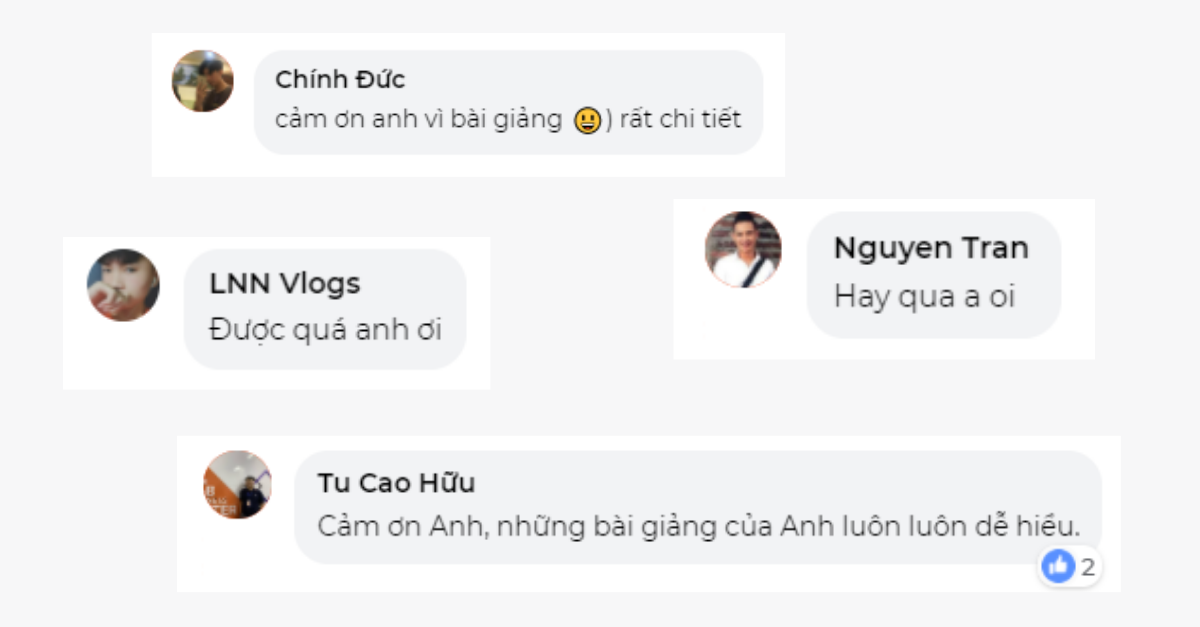 Chính Đức
cảm ơn anh vì bài giảng 😃) rất chi tiết
Nguyen Tran
Hay qua a oi
LNN Vlogs
Được quá anh ơi
Tu Cao Hữu
Cảm ơn Anh, những bài giảng của Anh luôn luôn dễ hiểu.
2